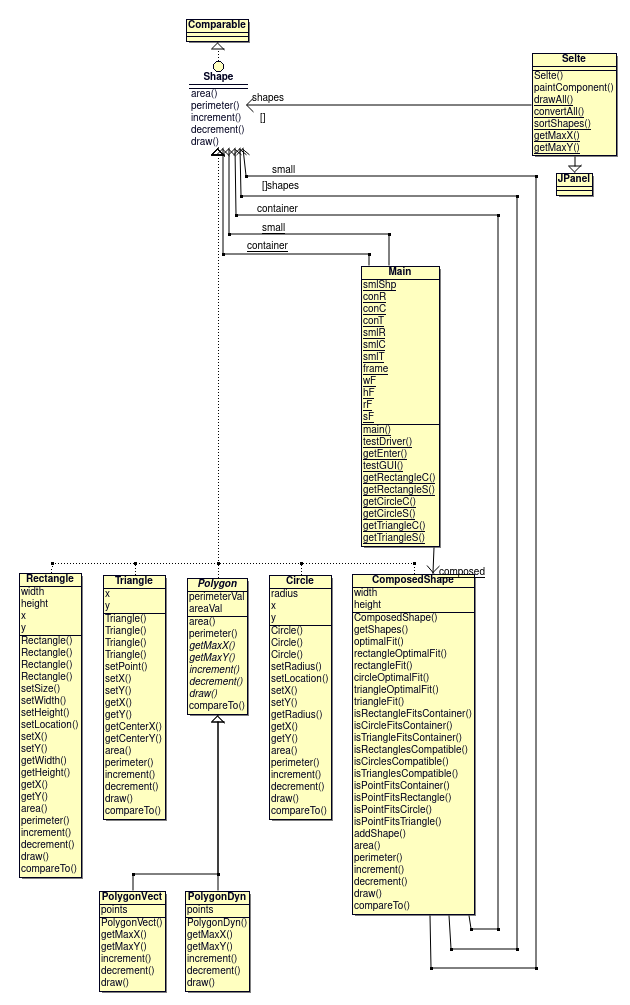 Comparable
Shape
area()
perimeter()
increment()
decrement()
draw()
shapes
[]
Selte
Selte()
paintComponent()
drawAll()
convertAll()
sortShapes()
getMaxX()
getMaxY()
JPanel
small
[]shapes
container
small
container
Main
smlShp
conR
conC
conT
smlR
smlC
smlT
frame
wF
hF
rF
sF
main()
testDriver()
getEnter()
testGUI()
getRectangleC()
getRectangleS()
getCircleC()
getCircleS()
getTriangleC()
getTriangleS()
composed
Rectangle
width
height
x
y
Rectangle()
Rectangle()
Rectangle()
Rectangle()
setSize()
setWidth()
setHeight()
setLocation()
setX()
setY()
getWidth()
getHeight()
getX()
getY()
area()
perimeter()
increment()
decrement()
draw()
compareTo()
Triangle
x
y
Triangle()
Triangle()
Triangle()
Triangle()
setPoint()
setX()
setY()
getX()
getY()
getCenterX()
getCenterY()
area()
perimeter()
increment()
decrement()
draw()
compareTo()
Polygon
perimeterVal
areaVal
area()
perimeter()
getMaxX()
getMaxY()
increment()
decrement()
draw()
compareTo()
Circle
radius
x
y
Circle()
Circle()
Circle()
setRadius()
setLocation()
setX()
setY()
getRadius()
getX()
getY()
area()
perimeter()
increment()
decrement()
draw()
compareTo()
ComposedShape
width
height
ComposedShape()
getShapes()
optimalFit()
rectangleOptimalFit()
rectangleFit()
circleOptimalFit()
triangleOptimalFit()
triangleFit()
isRectangleFitsContainer()
isCircleFitsContainer()
isTriangleFitsContainer()
isRectanglesCompatible()
isCirclesCompatible()
isTrianglesCompatible()
isPointFitsContainer()
isPointFitsRectangle()
isPointFitsCircle()
isPointFitsTriangle()
addShape()
area()
perimeter()
increment()
decrement()
draw()
compareTo()
PolygonVect
points
PolygonVect()
getMaxX()
getMaxY()
increment()
decrement()
draw()
PolygonDyn
points
PolygonDyn()
getMaxX()
getMaxY()
increment()
decrement()
draw()